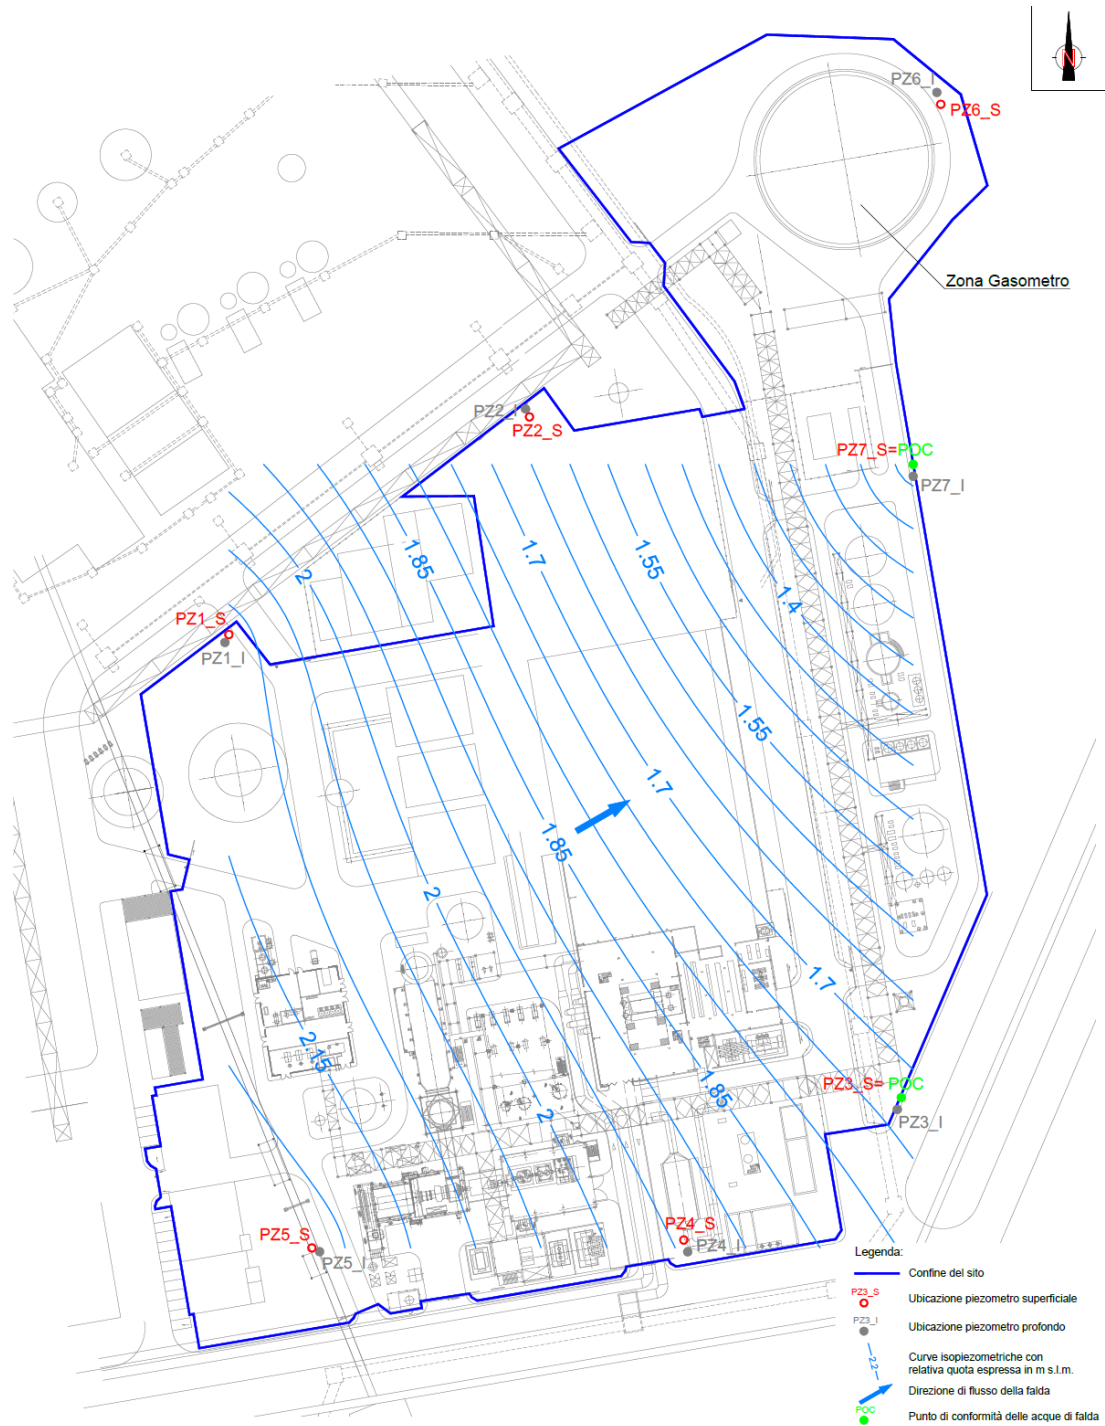 N
PZ6_I
PZ6_S
Zona Gasometro
PZ2_I
PZ2_S
PZ7_S=POC
PZ7_I
1.85
1.7
1.55
2
1.4
PZ1_S
PZ1_I
1.55
1.7
1.85
2
1.7
2.15
1.85
2
PZ3_S=POC
PZ3_I
PZ5_S
PZ5_I
PZ4_S
PZ4_I
Legenda:
Confine del sito
PZ3_S
Ubicazione piezometro superficiale
PZ3_I
Ubicazione piezometro profondo
2.2
Curve isopiezometriche con
relativa quota espressa in m s.l.m.
Direzione di flusso della falda
POC
Punto di conformità delle acque di falda